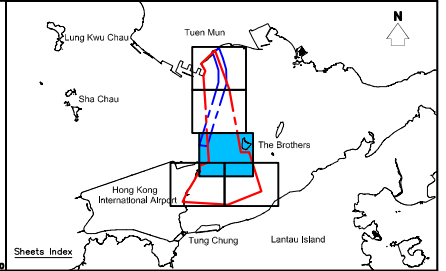 N
Lung Kwu Chau
Tuen Mun
Sha Chau
The Brothers
Hong Kong
International Airport
Sheets Index
Tung Chung
Lantau Island